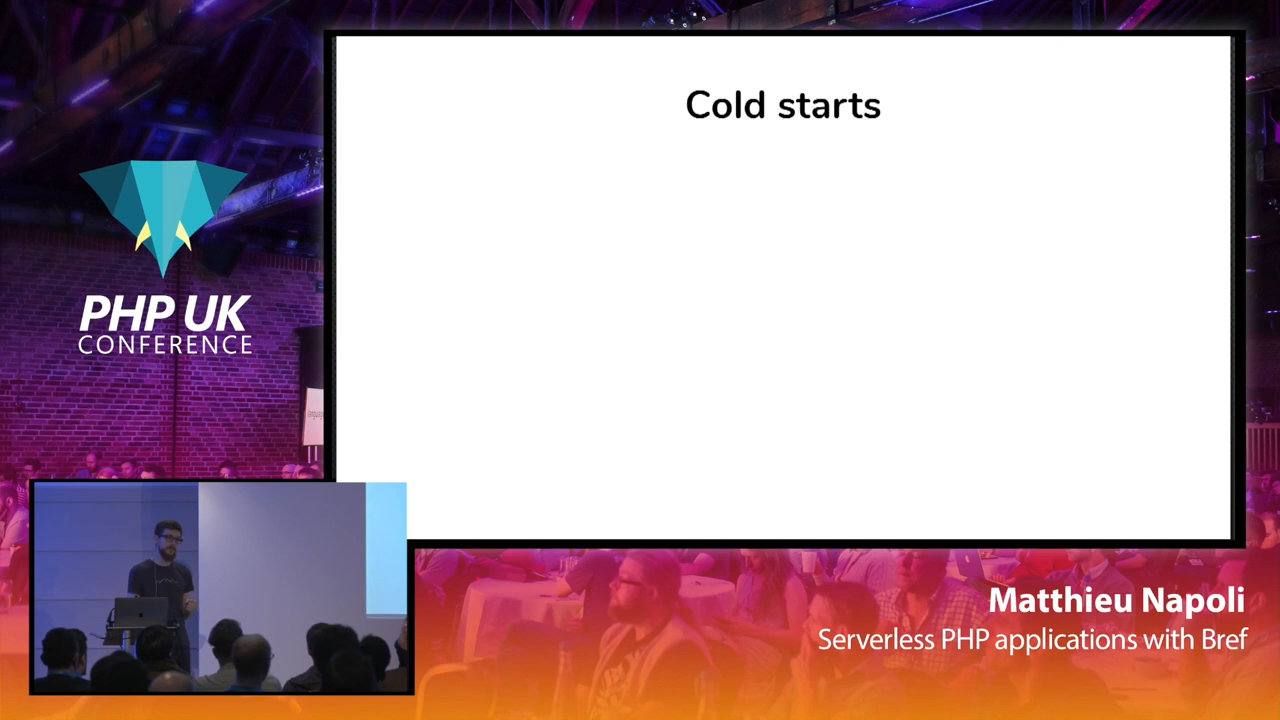 Cold starts
PHP UK
CONFERENCE
Matthieu Napoli
Serverless PHP applications with Bref